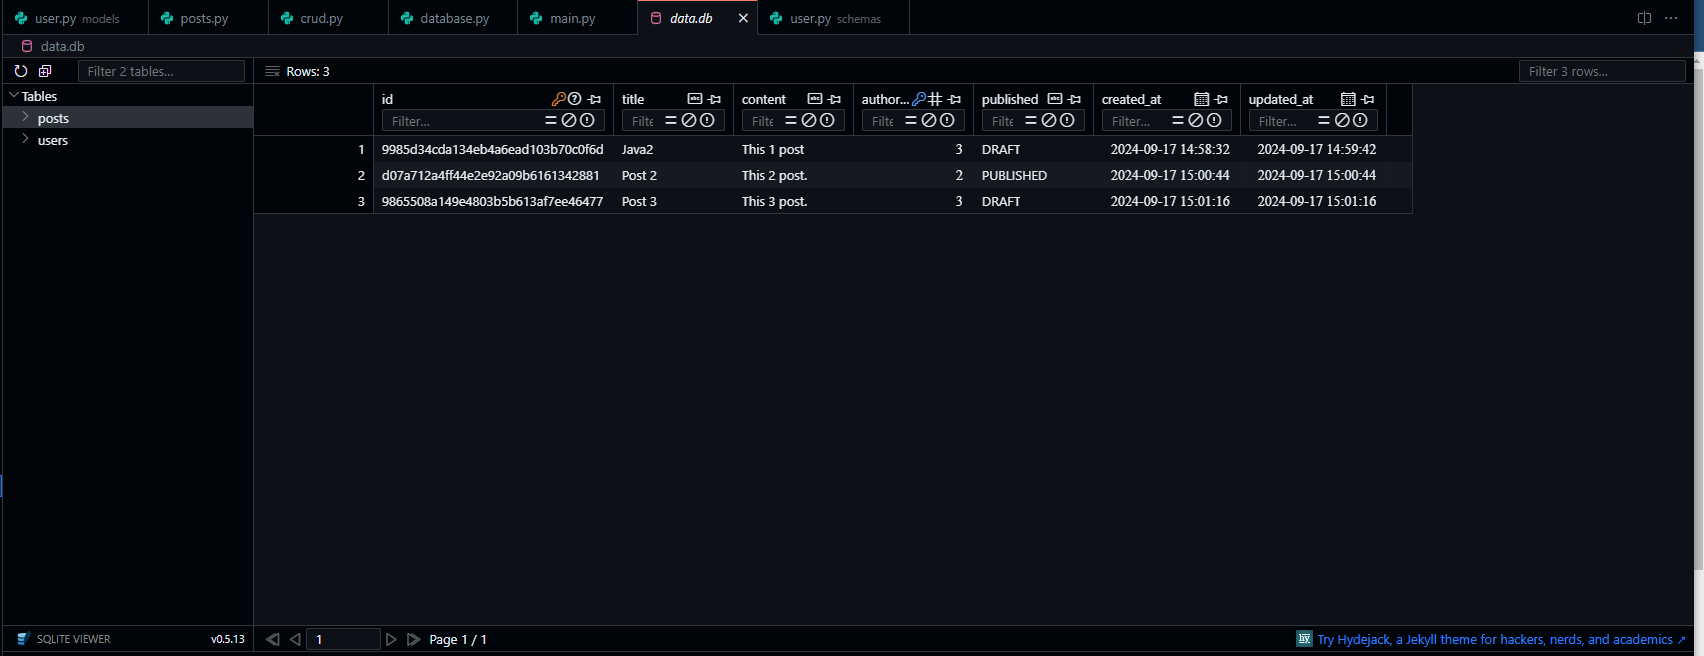 user.py models posts.py crud.py database.py main.py data.db user.py schemas
data.db
Filter 2 tables... Rows: 3 Filter 3 rows...
Tables
posts
users
id title content author... published created_at updated_at
Filter... Filte Filte Filte Filte Filter... Filter...
1 9985d34cda134eb4a6ead103b70c0f6d Java2 This 1 post 3 DRAFT 2024-09-17 14:58:32 2024-09-17 14:59:42
2 d07a712a4ff44e2e92a09b6161342881 Post 2 This 2 post. 2 PUBLISHED 2024-09-17 15:00:44 2024-09-17 15:00:44
3 9865508a149e4803b5b613af7ee46477 Post 3 This 3 post. 3 DRAFT 2024-09-17 15:01:16 2024-09-17 15:01:16
SQLITE VIEWER v0.5.13 1 Page 1 / 1 hy Try Hydejack, a Jekyll theme for hackers, nerds, and academics ↗